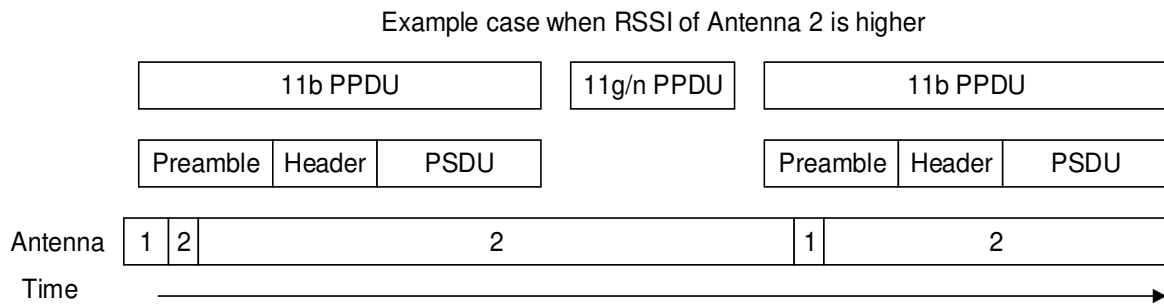 Example case when RSSI of Antenna 2 is higher
11b PPDU 11g/n PPDU 11b PPDU
Preamble Header PSDU Preamble Header PSDU
Antenna 1 2 2 1 2
Time